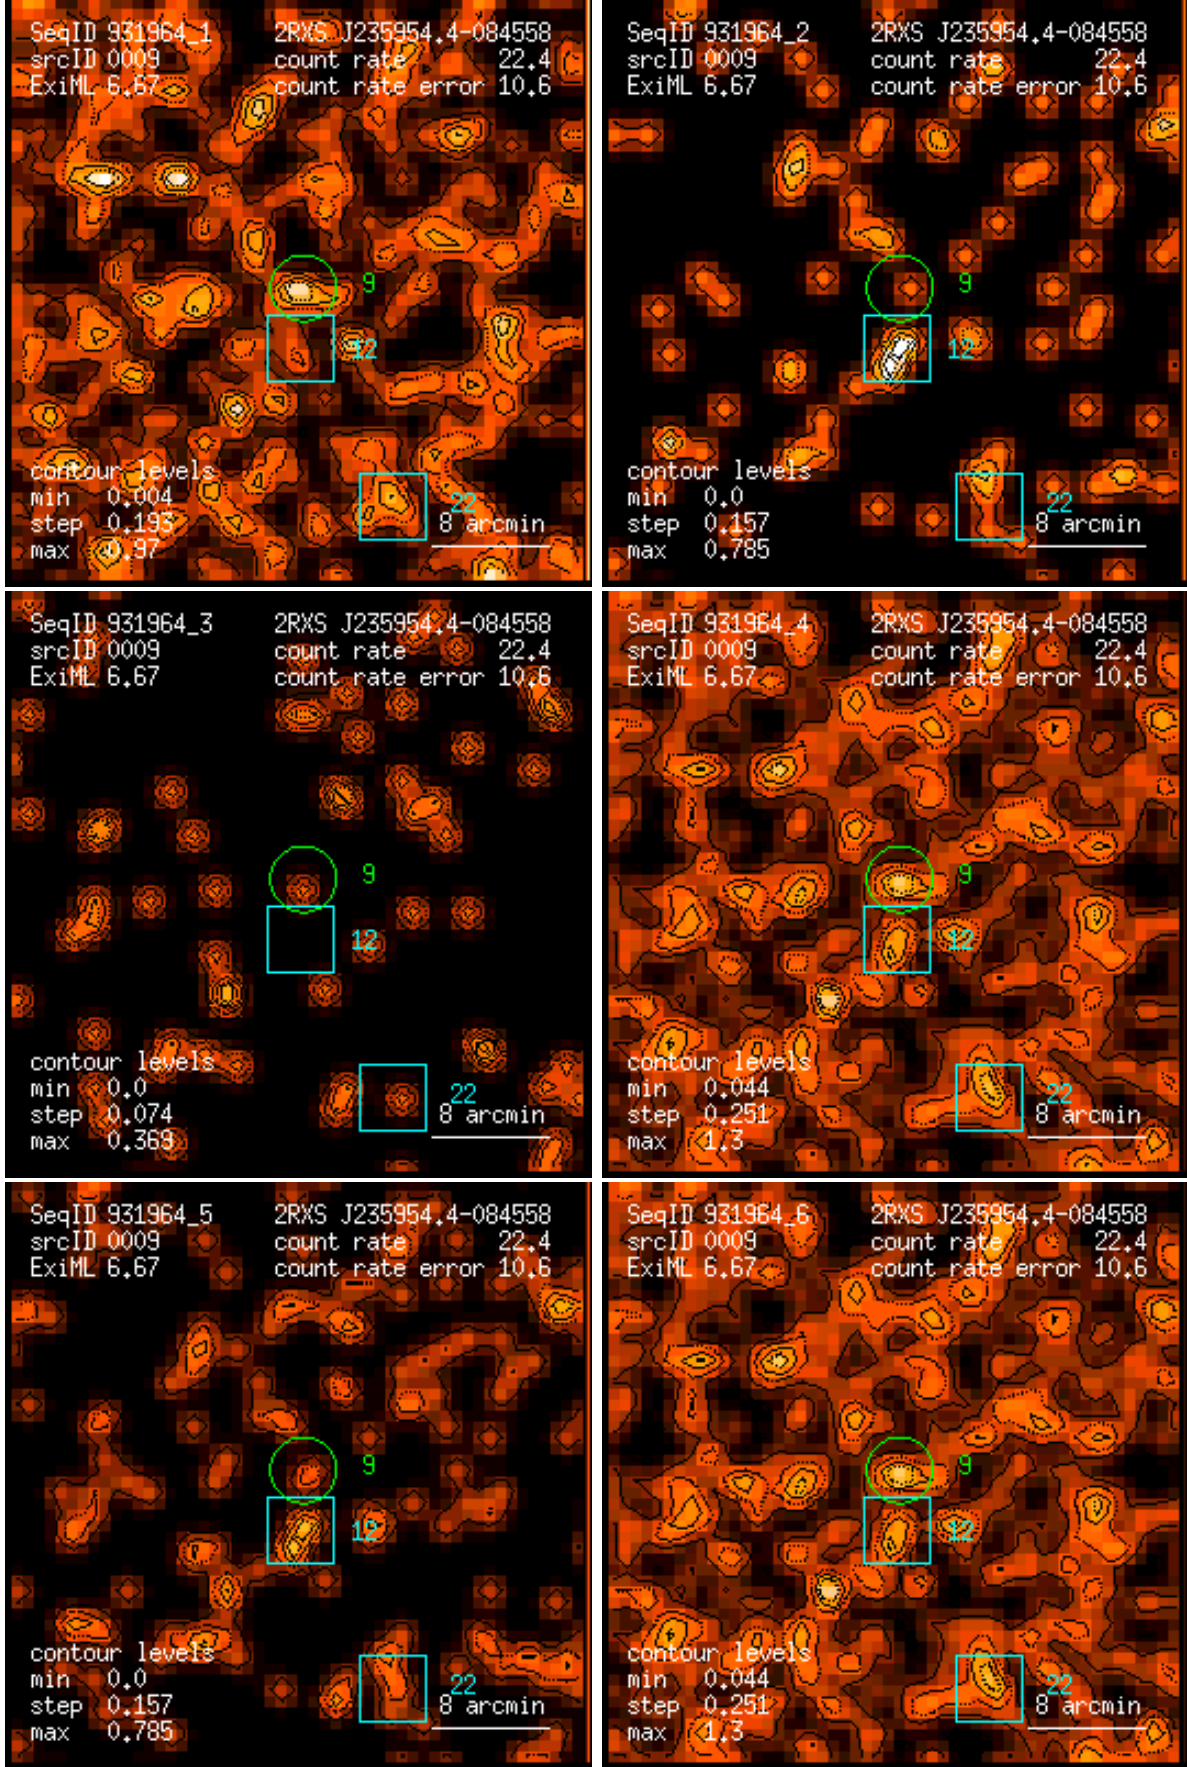 SeqID 931964_1 2RXS J235954.4-084558
srcID 0009 count rate 22.4
ExiML 6.67 count rate error 10.6
9
12
contour levels
min 0.004
22
step 0.193 8 arcmin
max 0.97
SeqID 931964_2 2RXS J235954.4-084558
srcID 0009 count rate 22.4
ExiML 6.67 count rate error 10.6
9
12
contour levels
min 0.0
22
step 0.157 8 arcmin
max 0.785
SeqID 931964_3 2RXS J235954.4-084558
srcID 0009 count rate 22.4
ExiML 6.67 count rate error 10.6
9
12
contour levels
min 0.0
22
step 0.074 8 arcmin
max 0.369
SeqID 931964_4 2RXS J235954.4-084558
srcID 0009 count rate 22.4
ExiML 6.67 count rate error 10.6
9
12
contour levels
min 0.044
22
step 0.251 8 arcmin
max 1.3
SeqID 931964_5 2RXS J235954.4-084558
srcID 0009 count rate 22.4
ExiML 6.67 count rate error 10.6
9
12
contour levels
min 0.0
22
step 0.157 8 arcmin
max 0.785
SeqID 931964_6 2RXS J235954.4-084558
srcID 0009 count rate 22.4
ExiML 6.67 count rate error 10.6
9
12
contour levels
min 0.044
22
step 0.251 8 arcmin
max 1.3